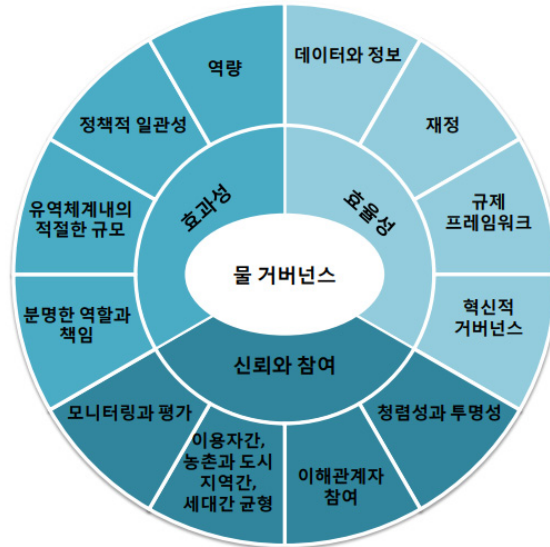 물 거버넌스
효과성
효율성
신뢰와 참여
역량
데이터와 정보
재정
규제
프레임워크
혁신적
거버넌스
청렴성과 투명성
이해관계자
참여
이용자간,
농촌과 도시
지역간,
세대간 균형
모니터링과 평가
분명한 역할과
책임
유역체계내의
적절한 규모
정책적 일관성